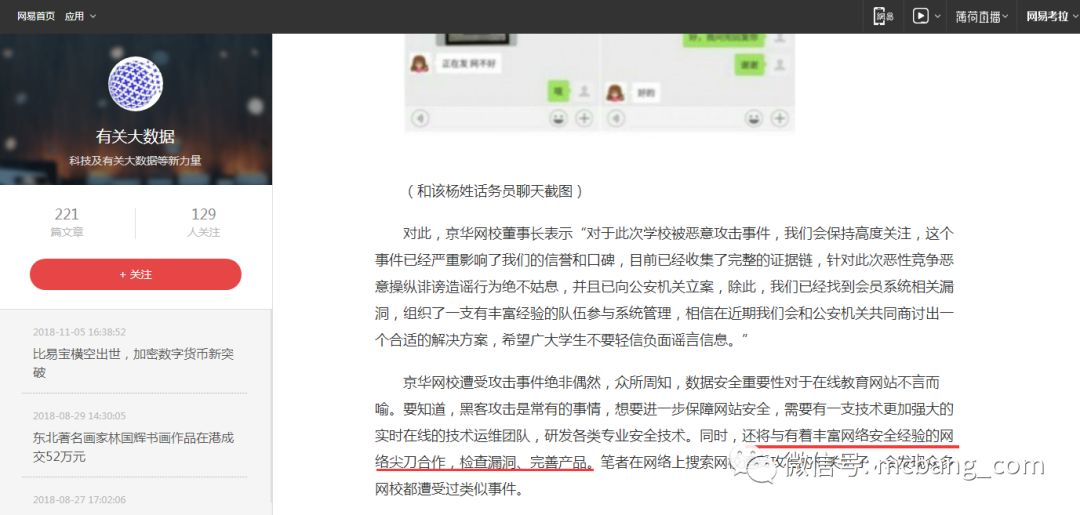 网易首页 应用
薄荷直播
网易考拉
有关大数据
科技及有关大数据等新力量
221
篇文章
129
人关注
+ 关注
2018-11-05 16:38:52
比易宝横空出世，加密数字货币新突
破
2018-08-29 14:30:05
东北著名画家林国辉书画作品在港成
交52万元
2018-08-27 17:02:06
正在发 网不好
嗯
谢谢
好的
（和该杨姓话务员聊天截图）
对此，京华网校董事长表示“对于此次学校被恶意攻击事件，我们会保持高度关注，这个
事件已经严重影响了我们的信誉和口碑，目前已经收集了完整的证据链，针对此次恶性竞争恶
意操纵诽谤造谣行为绝不姑息，并且已向公安机关立案，除此，我们已经找到会员系统相关漏
洞，组织了一支有丰富经验的队伍参与系统管理，相信在近期我们会和公安机关共同商讨出一
个合适的解决方案，希望广大学生不要轻信负面谣言信息。”
京华网校遭受攻击事件绝非偶然，众所周知，数据安全重要性对于在线教育网站不言而
喻。要知道，黑客攻击是常有的事情，想要进一步保障网站安全，需要有一支技术更加强大的
实时在线的技术运维团队，研发各类专业安全技术。同时，还将与有着丰富网络安全经验的网
络尖刀合作，检查漏洞、完善产品。笔者在网络上搜索网
网校都遭受过类似事件。
微信号: mcbang_com